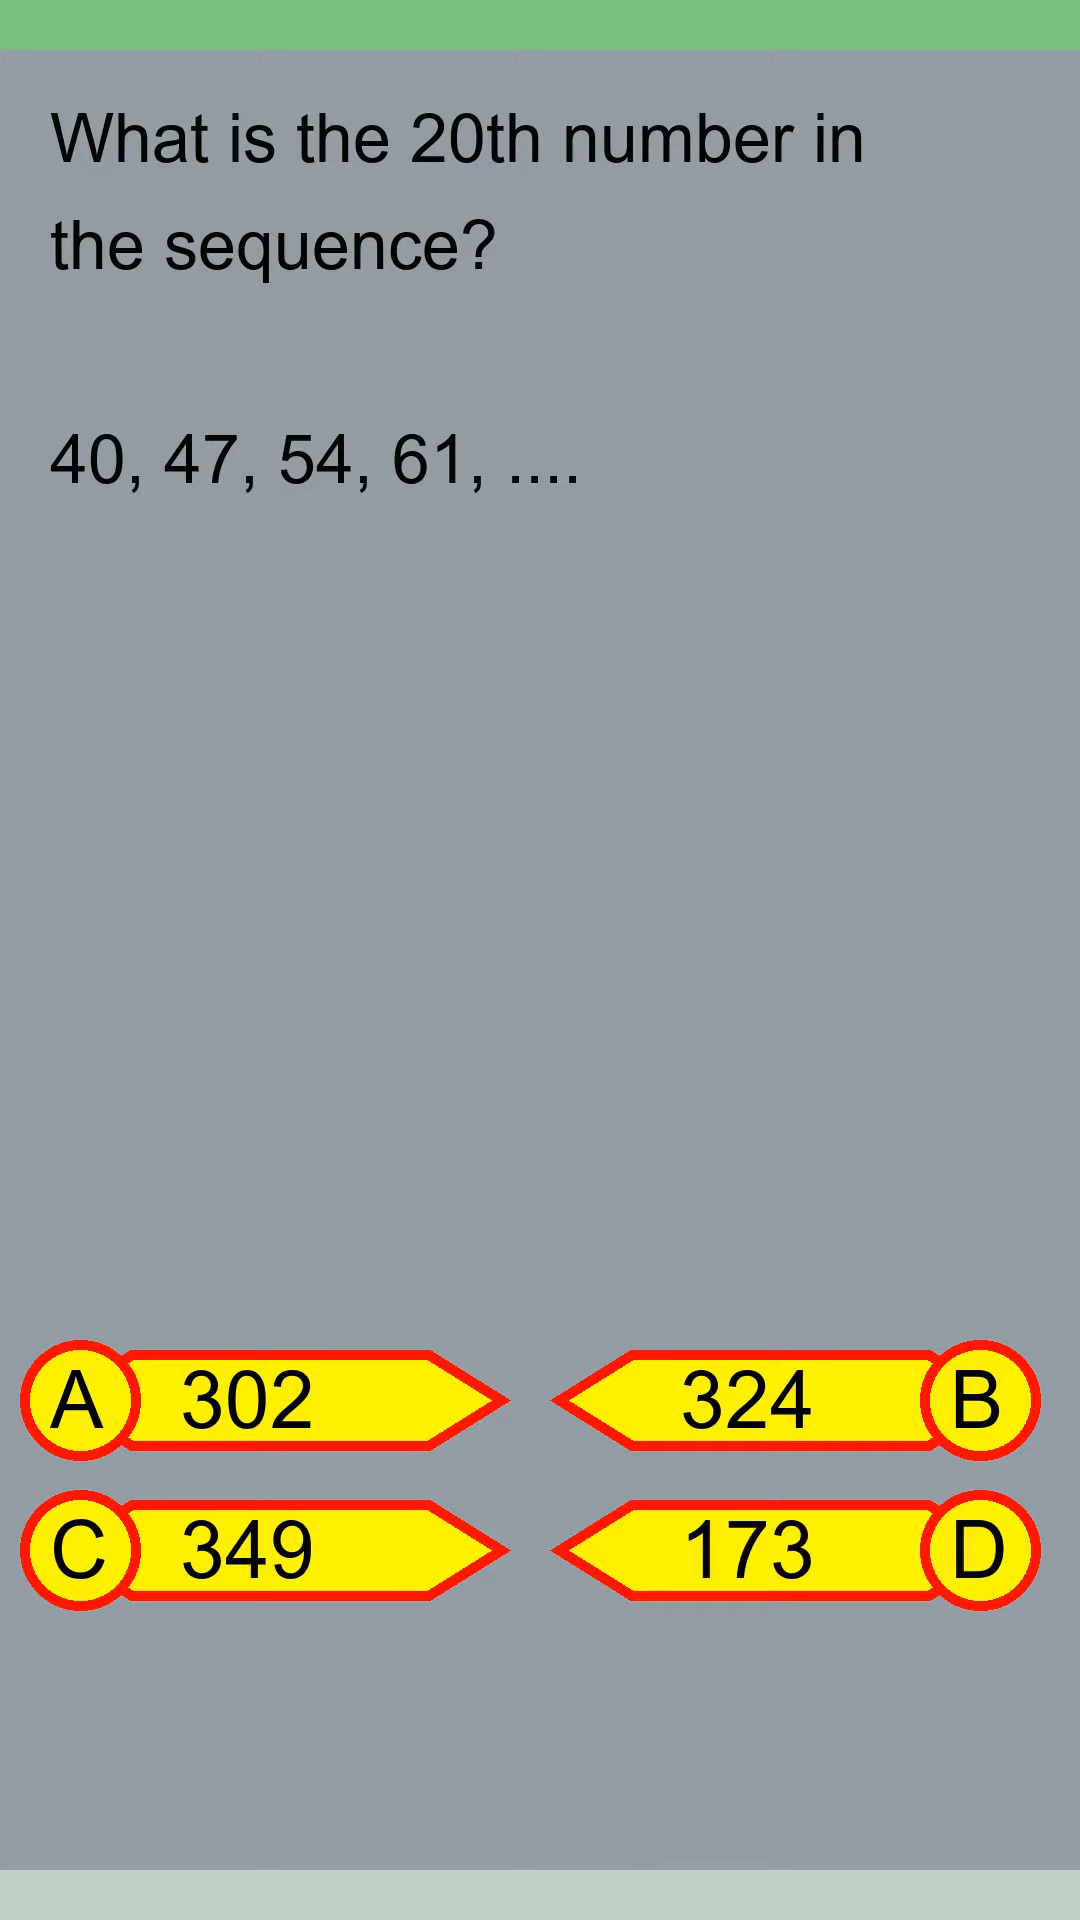 What is the 20th number in
the sequence?
40, 47, 54, 61, ....
A 302
324 B
C 349
173 D